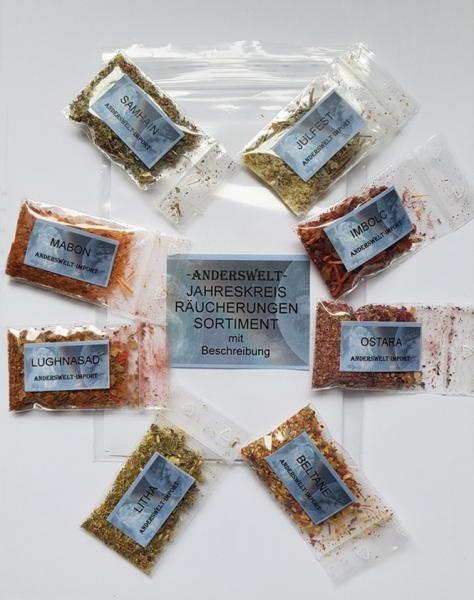 SAMHAIN
ANDERSWELT-IMPORT
JULFEST
ANDERSWELT-IMPORT
MABON
ANDERSWELT-IMPORT
IMBOLC
ANDERSWELT-IMPORT
-ANDERSWELT-
JAHRESKREIS
RÄUCHERUNGEN
SORTIMENT
mit
Beschreibung
LUGHNASAD
ANDERSWELT-IMPORT
OSTARA
ANDERSWELT-IMPORT
LITHA
ANDERSWELT-IMPORT
BELTANE
ANDERSWELT-IMPORT